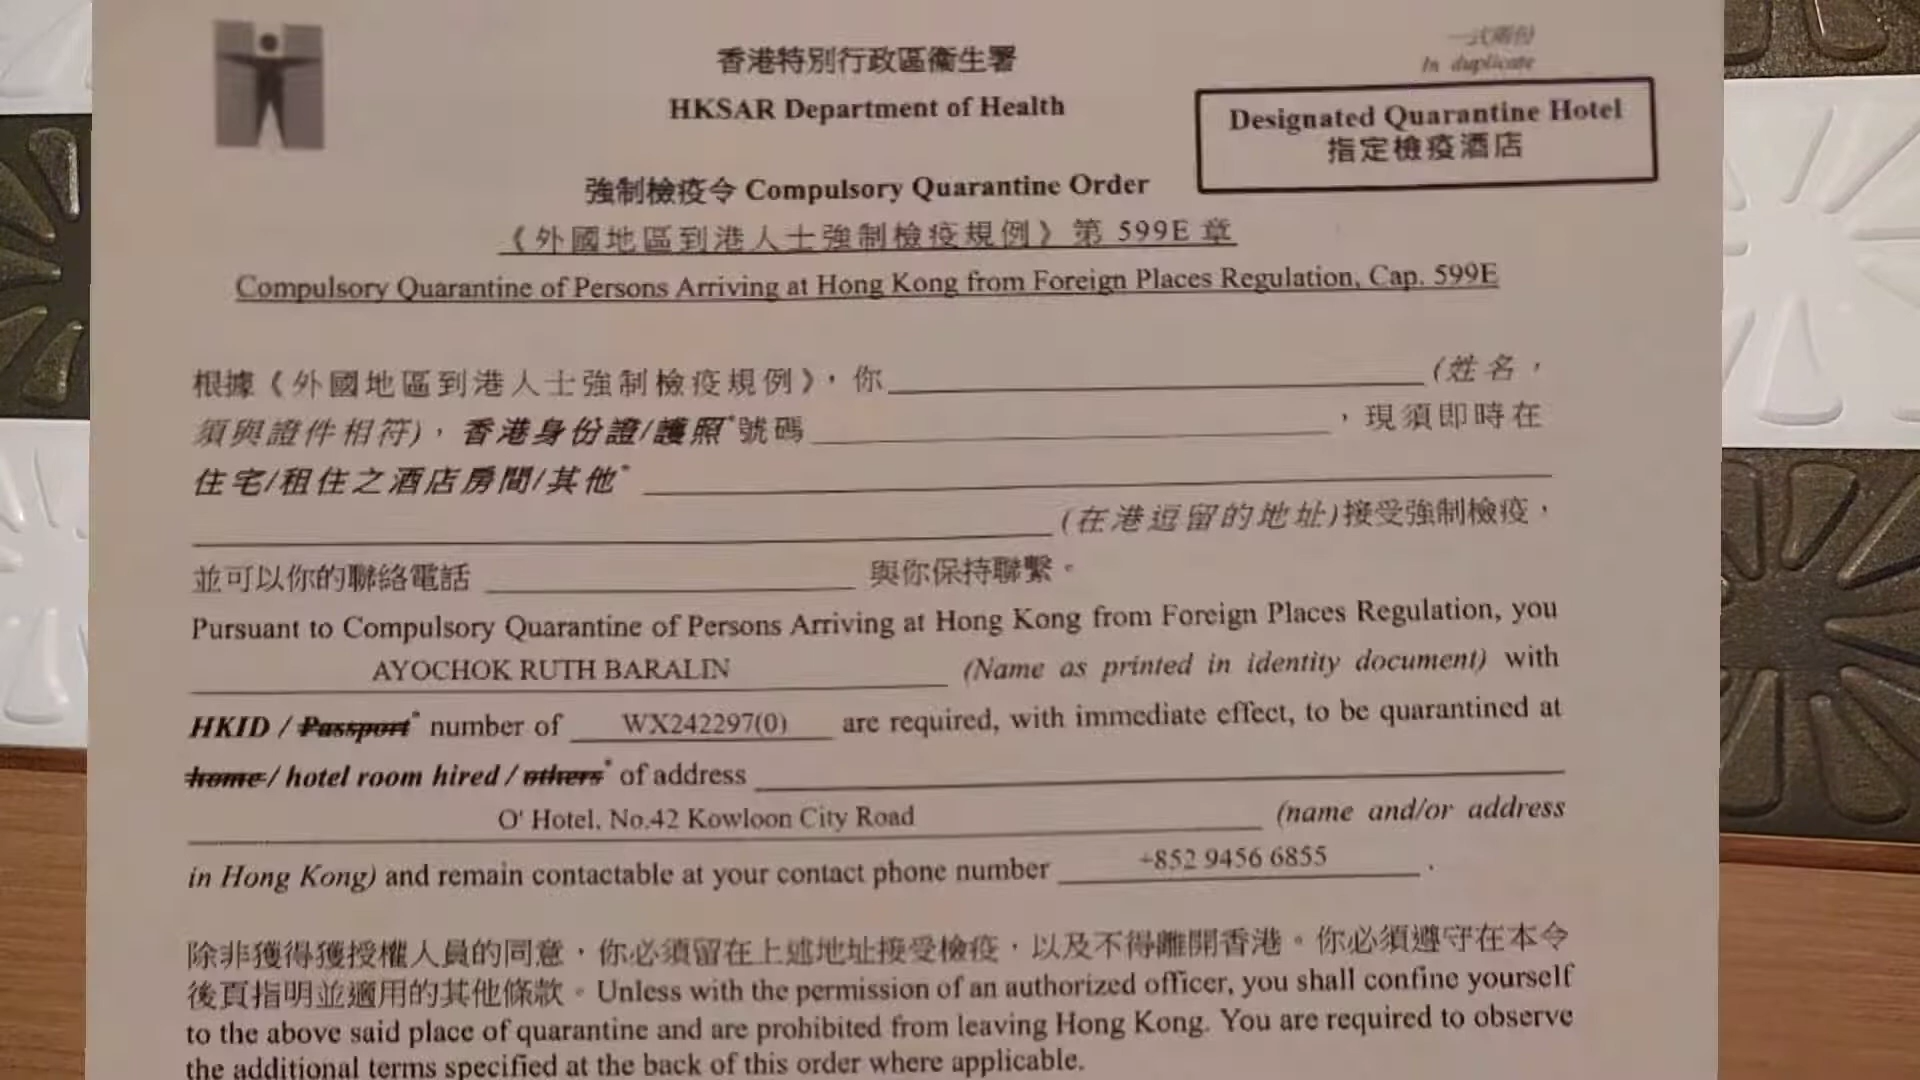 一式兩份
In duplicate
香港特別行政區衞生署
HKSAR Department of Health
Designated Quarantine Hotel
指定檢疫酒店
強制檢疫令 Compulsory Quarantine Order
《外國地區到港人士強制檢疫規例》第 599E 章
Compulsory Quarantine of Persons Arriving at Hong Kong from Foreign Places Regulation, Cap. 599E
根據《外國地區到港人士強制檢疫規例》，你 (姓名，
須與證件相符)，香港身份證/護照*號碼 ，現須即時在
住宅/租住之酒店房間/其他*
(在港逗留的地址)接受強制檢疫，
並可以你的聯絡電話 與你保持聯繫。
Pursuant to Compulsory Quarantine of Persons Arriving at Hong Kong from Foreign Places Regulation, you
AYOCHOK RUTH BARALIN (Name as printed in identity document) with
HKID / Passport* number of WX242297(0) are required, with immediate effect, to be quarantined at
home / hotel room hired / others* of address
O' Hotel, No.42 Kowloon City Road (name and/or address
in Hong Kong) and remain contactable at your contact phone number +852 9456 6855 .
除非獲得獲授權人員的同意，你必須留在上述地址接受檢疫，以及不得離開香港。你必須遵守在本令
後頁指明並適用的其他條款。Unless with the permission of an authorized officer, you shall confine yourself
to the above said place of quarantine and are prohibited from leaving Hong Kong. You are required to observe
the additional terms specified at the back of this order where applicable.